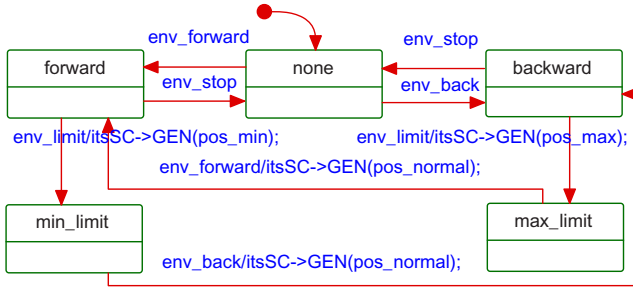 env_forward
env_stop
forward
none
backward
env_stop
env_back
env_limit/itsSC->GEN(pos_min);
env_limit/itsSC->GEN(pos_max);
env_forward/itsSC->GEN(pos_normal);
min_limit
max_limit
env_back/itsSC->GEN(pos_normal);